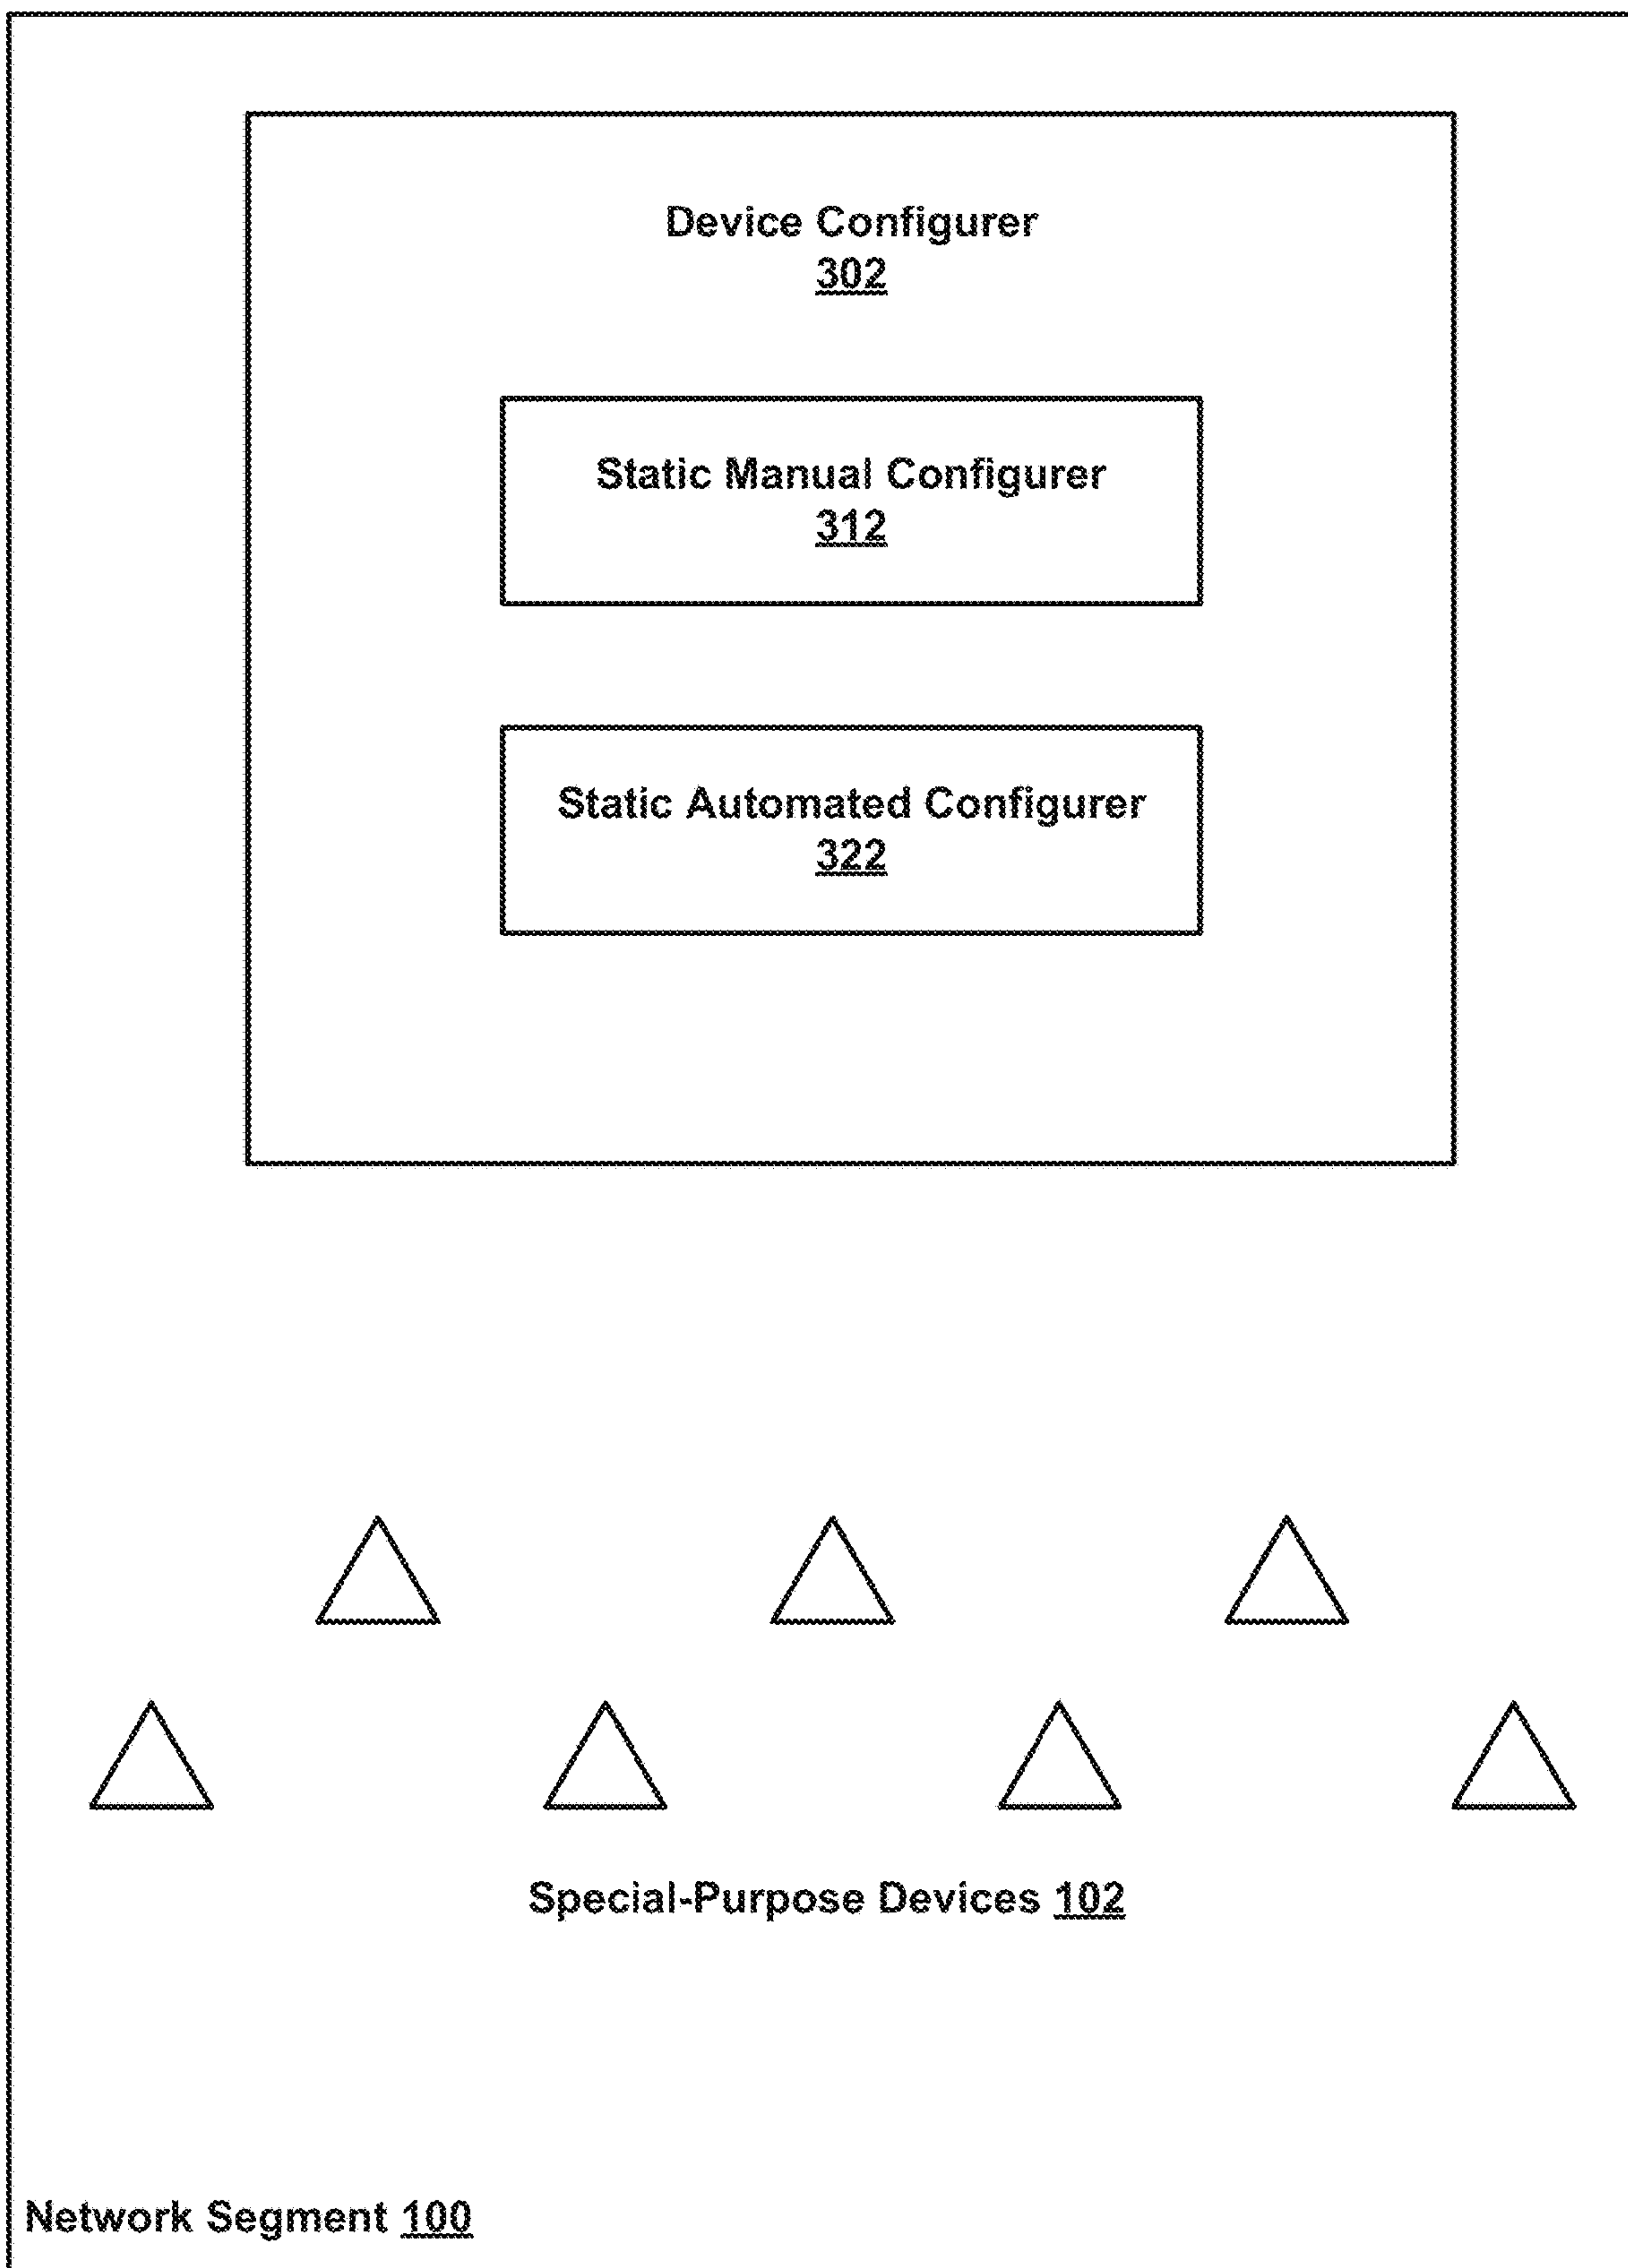 Device Configurer
302
Static Manual Configurer
312
Static Automated Configurer
322
Special-Purpose Devices 102
Network Segment 100